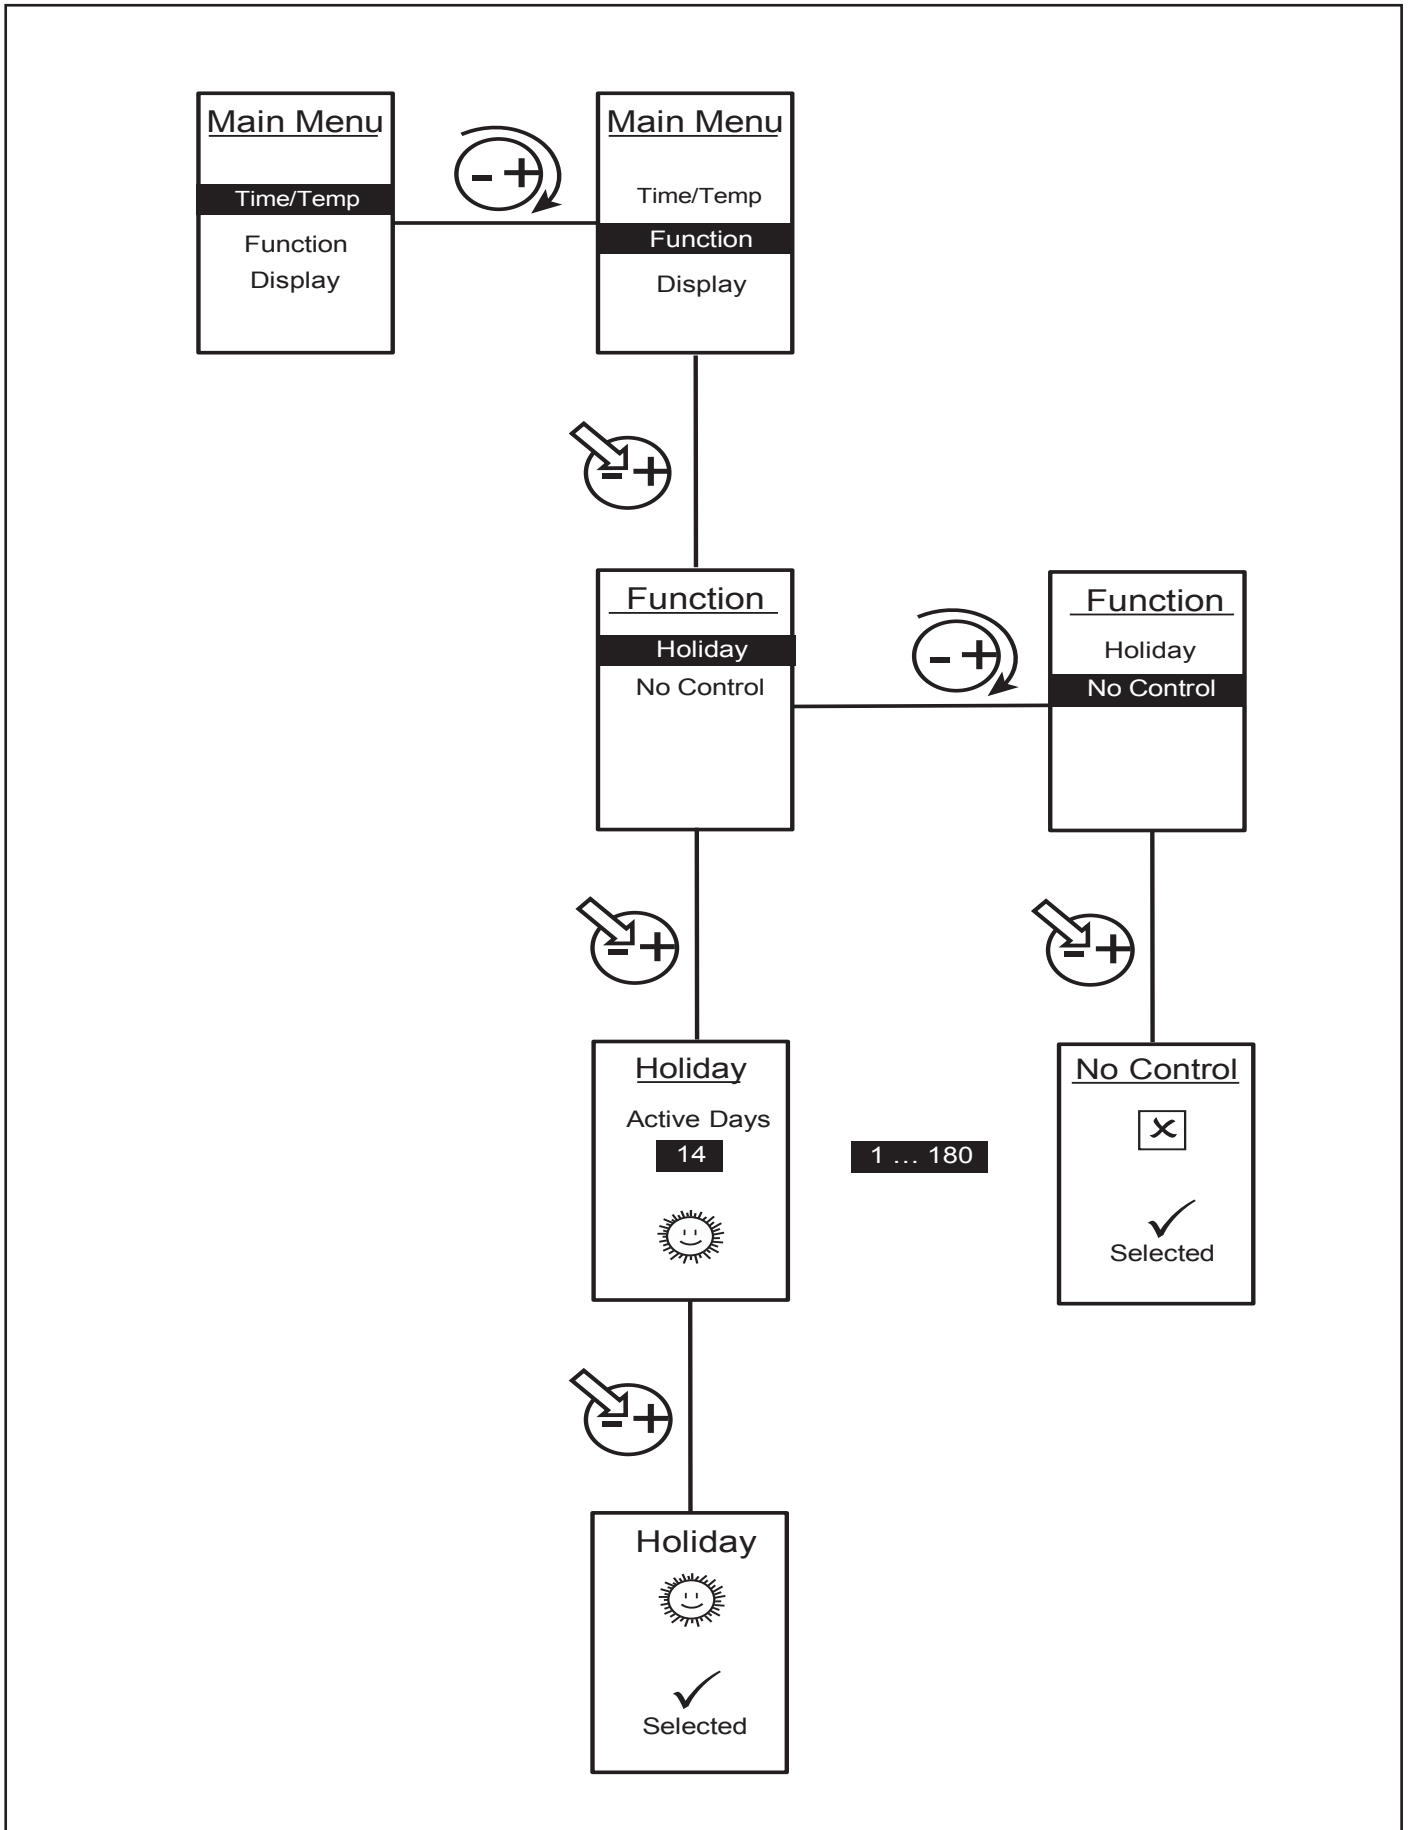 Main Menu
Time/Temp
Function
Display
- +
Main Menu
Time/Temp
Function
Display
- +
Function
Holiday
No Control
- +
Function
Holiday
No Control
- +
- +
Holiday
Active Days
14
1 ... 180
No Control
x
Selected
- +
Holiday
Selected